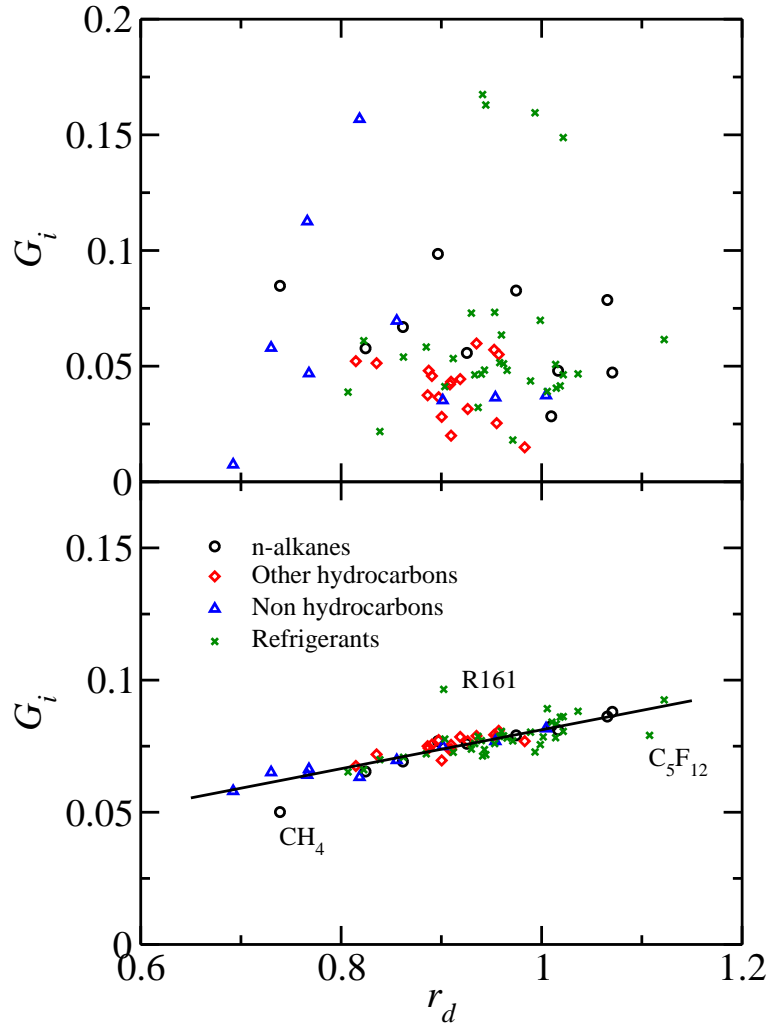 0.2
0.15
G_i
0.1
0.05
0
n-alkanes
Other hydrocarbons
Non hydrocarbons
Refrigerants
0.15
R161
0.1
G_i
C₅F₁₂
0.05
CH₄
0
0.6 0.8 1 1.2
r_d